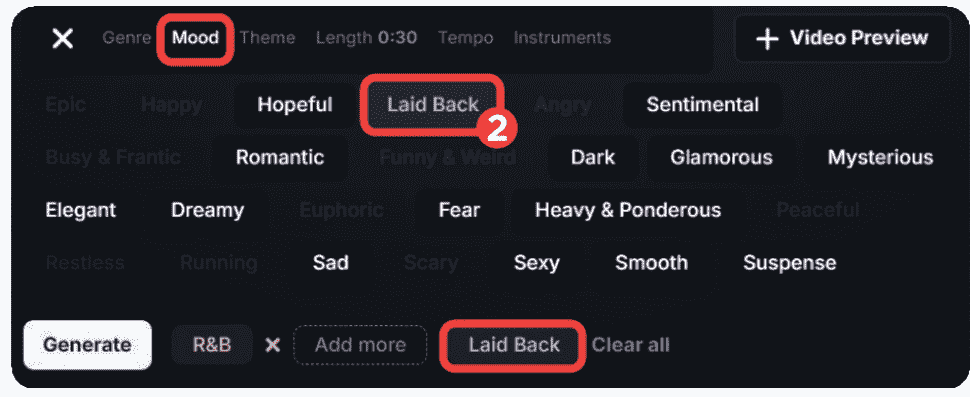 Genre Mood Theme Length 0:30 Tempo Instruments + Video Preview
Epic Happy Hopeful Laid Back Angry Sentimental
2
Busy & Frantic Romantic Funny & Weird Dark Glamorous Mysterious
Elegant Dreamy Euphoric Fear Heavy & Ponderous Peaceful
Restless Running Sad Scary Sexy Smooth Suspense
Generate R&B × Add more Laid Back Clear all